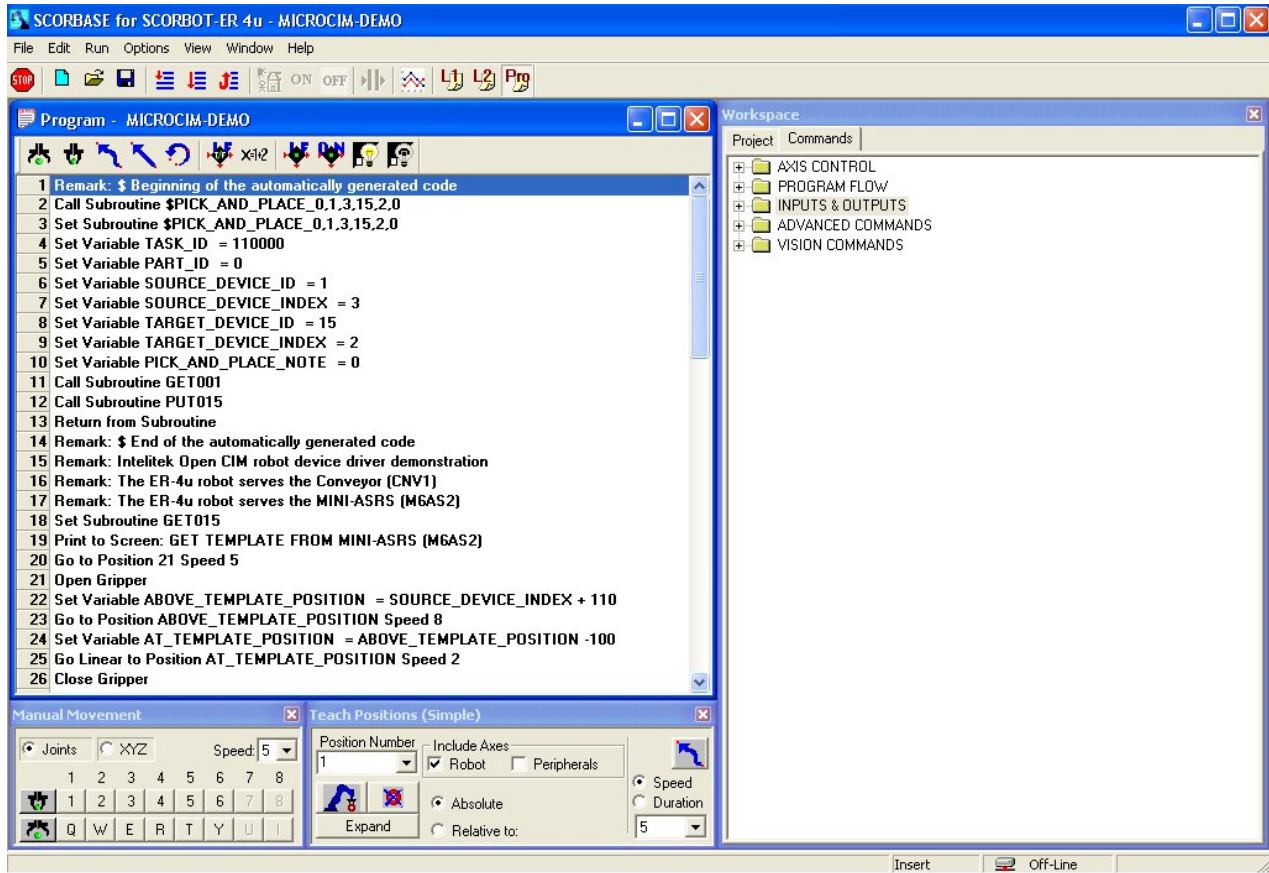 SCORBASE for SCORBOT-ER 4u - MICROCIM-DEMO
File Edit Run Options View Window Help
STOP ON OFF L1 L2 Prg
Program - MICROCIM-DEMO
1 Remark: $ Beginning of the automatically generated code
2 Call Subroutine $PICK_AND_PLACE_0,1,3,15,2,0
3 Set Subroutine $PICK_AND_PLACE_0,1,3,15,2,0
4 Set Variable TASK_ID = 110000
5 Set Variable PART_ID = 0
6 Set Variable SOURCE_DEVICE_ID = 1
7 Set Variable SOURCE_DEVICE_INDEX = 3
8 Set Variable TARGET_DEVICE_ID = 15
9 Set Variable TARGET_DEVICE_INDEX = 2
10 Set Variable PICK_AND_PLACE_NOTE = 0
11 Call Subroutine GET001
12 Call Subroutine PUT015
13 Return from Subroutine
14 Remark: $ End of the automatically generated code
15 Remark: Intelitek Open CIM robot device driver demonstration
16 Remark: The ER-4u robot serves the Conveyor (CNV1)
17 Remark: The ER-4u robot serves the MINI-ASRS (M6AS2)
18 Set Subroutine GET015
19 Print to Screen: GET TEMPLATE FROM MINI-ASRS (M6AS2)
20 Go to Position 21 Speed 5
21 Open Gripper
22 Set Variable ABOVE_TEMPLATE_POSITION = SOURCE_DEVICE_INDEX + 110
23 Go to Position ABOVE_TEMPLATE_POSITION Speed 8
24 Set Variable AT_TEMPLATE_POSITION = ABOVE_TEMPLATE_POSITION -100
25 Go Linear to Position AT_TEMPLATE_POSITION Speed 2
26 Close Gripper
Workspace
Project Commands
AXIS CONTROL
PROGRAM FLOW
INPUTS & OUTPUTS
ADVANCED COMMANDS
VISION COMMANDS
Manual Movement
Joints XYZ Speed: 5
1 2 3 4 5 6 7 8
1 2 3 4 5 6 7 8
Q W E R T Y U I
Teach Positions (Simple)
Position Number
1
Include Axes
Robot Peripherals
Absolute
Expand
Relative to:
Speed
Duration
5
Insert Off-Line